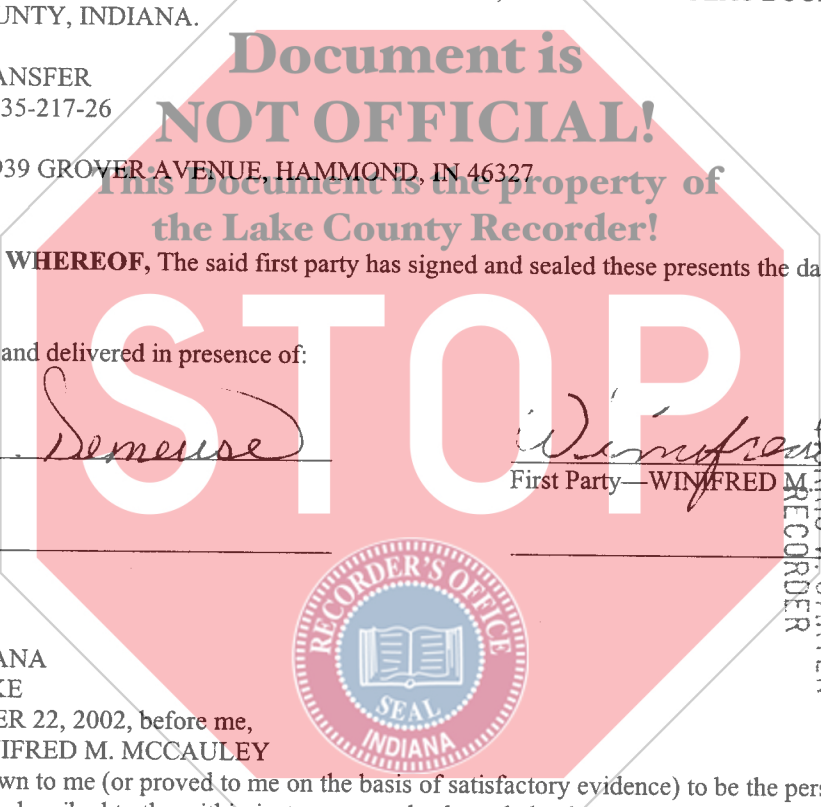 UNTY, INDIANA.
Document is
ANSFER
35-217-26
NOT OFFICIAL!
939 GROVER AVENUE, HAMMOND, IN 46327
This Document is the property of
the Lake County Recorder!
WHEREOF, The said first party has signed and sealed these presents the da
STOP
and delivered in presence of:
Semeuse
Winifred
First Party—WINIFRED M.
RECORDER
RECORDER'S OFFICE
SEAL
INDIANA
ANA
KE
ER 22, 2002, before me,
IFRED M. MCCAULEY
wn to me (or proved to me on the basis of satisfactory evidence) to be the pers